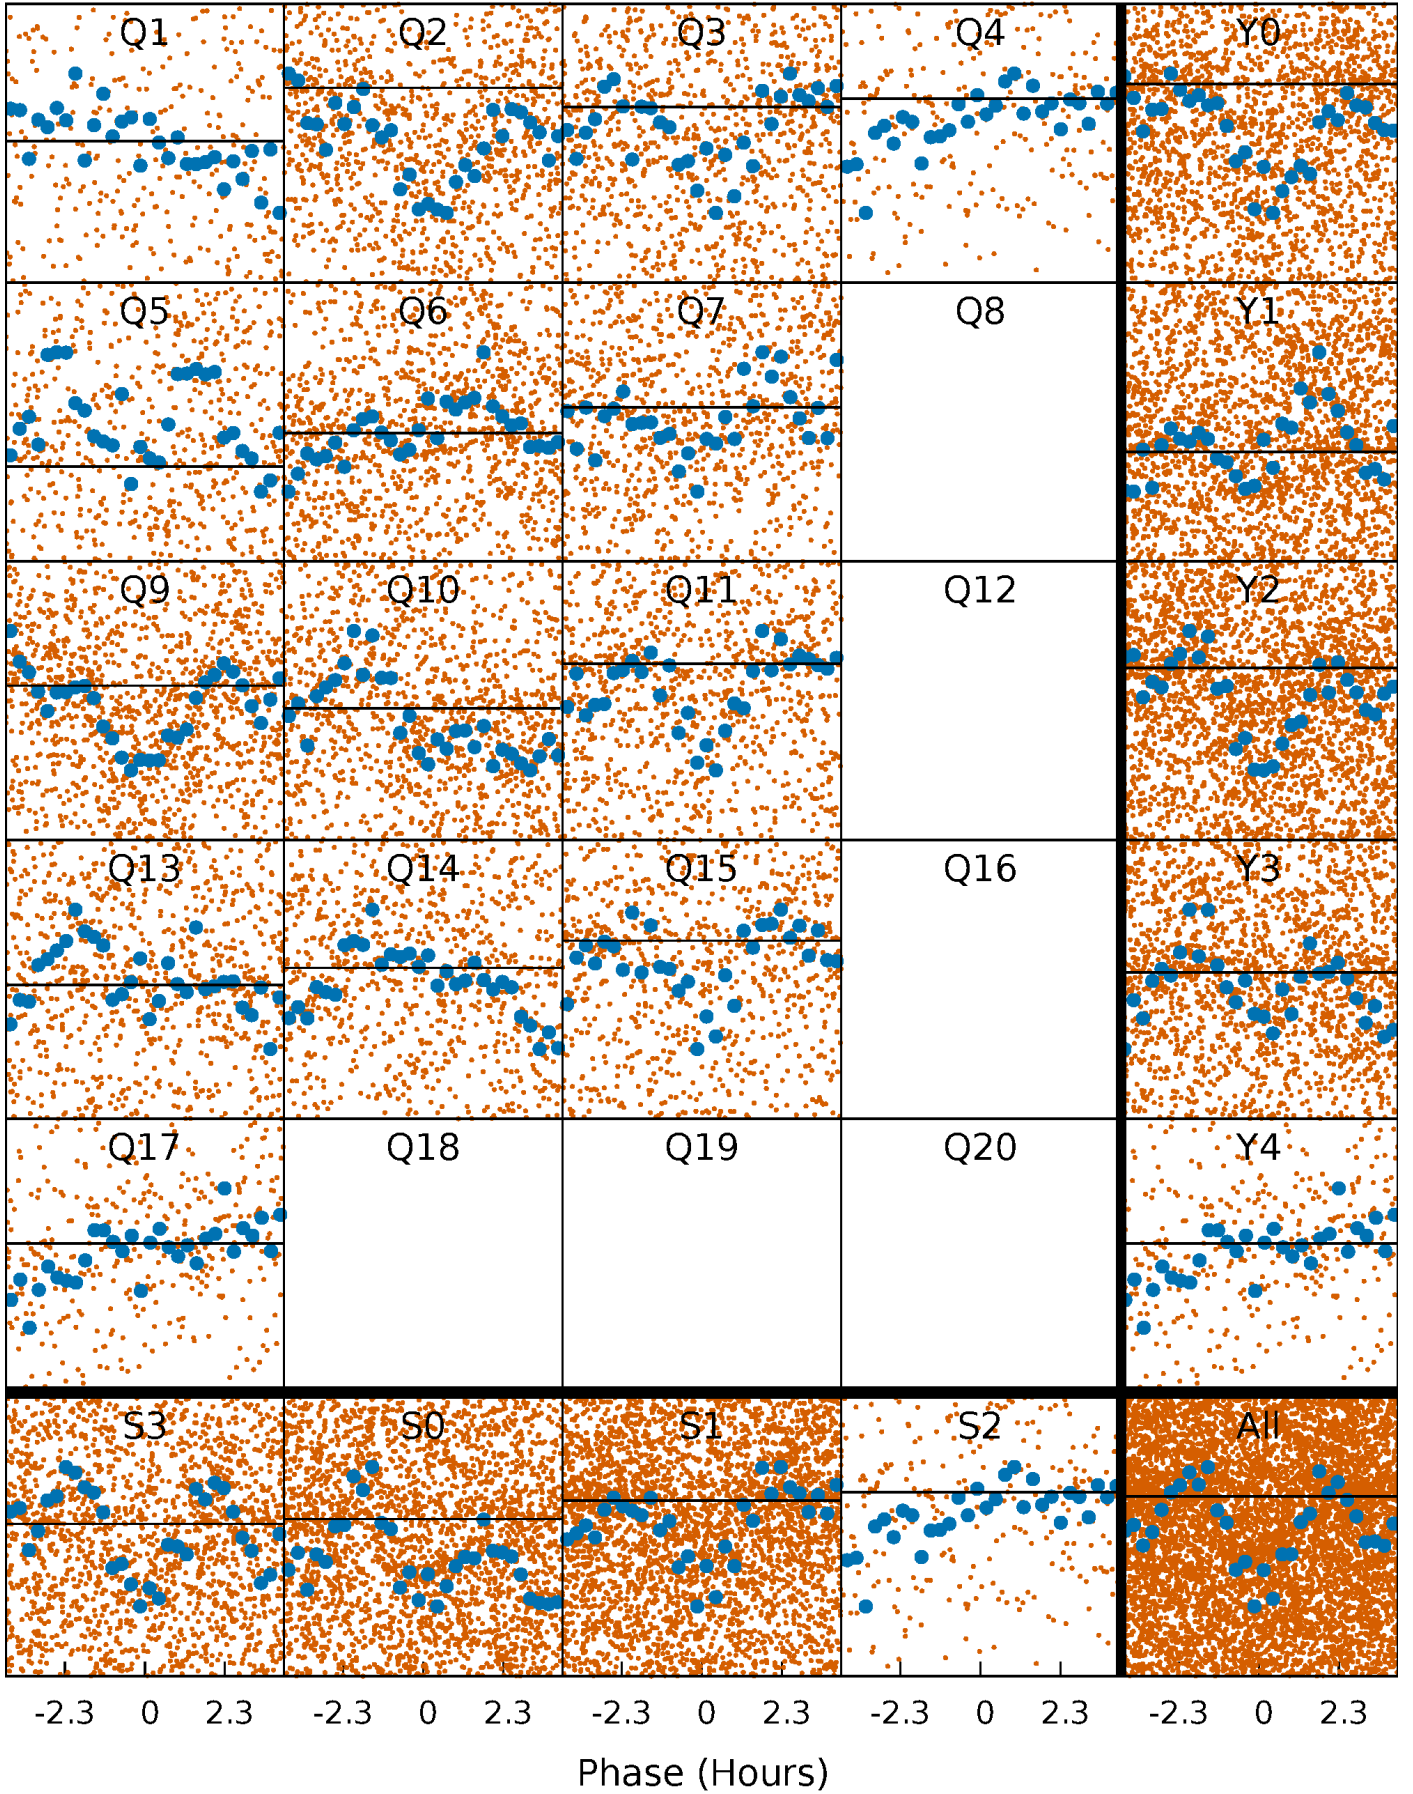 Q1 Q2 Q3 Q4 Y0
Q5 Q6 Q7 Q8 Y1
Q9 Q10 Q11 Q12 Y2
Q13 Q14 Q15 Q16 Y3
Q17 Q18 Q19 Q20 Y4
S3 S0 S1 S2 All
-2.3 0 2.3 -2.3 0 2.3 -2.3 0 2.3 -2.3 0 2.3 -2.3 0 2.3
Phase (Hours)